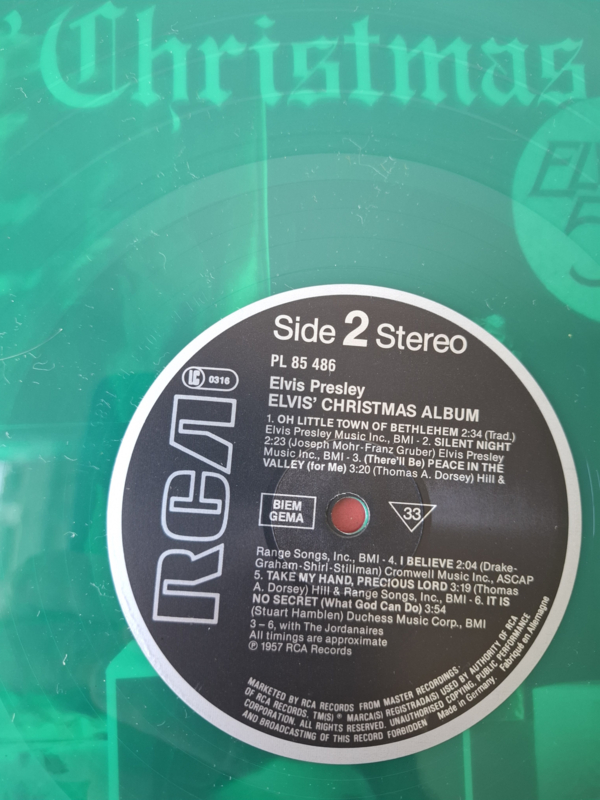 Christmas
Side 2 Stereo
PL 85 486
LC 0316
RCA
Elvis Presley
ELVIS' CHRISTMAS ALBUM
1. OH LITTLE TOWN OF BETHLEHEM 2:34 (Trad.)
Elvis Presley Music Inc., BMI - 2. SILENT NIGHT
2:23 (Joseph Mohr-Franz Gruber) Elvis Presley
Music Inc., BMI - 3. (There'll Be) PEACE IN THE
VALLEY (for Me) 3:20 (Thomas A. Dorsey) Hill &
BIEM
GEMA
33
Range Songs, Inc., BMI - 4. I BELIEVE 2:04 (Drake-
Graham-Shirl-Stillman) Cromwell Music Inc., ASCAP
5. TAKE MY HAND, PRECIOUS LORD 3:19 (Thomas
A. Dorsey) Hill & Range Songs, Inc., BMI - 6. IT IS
NO SECRET (What God Can Do) 3:54
(Stuart Hamblen) Duchess Music Corp., BMI
3 – 6, with The Jordanaires
All timings are approximate
℗ 1957 RCA Records
MARKETED BY RCA RECORDS FROM MASTER RECORDINGS·
OF RCA RECORDS. TM(S) ® MARCA(S) REGISTRADA(S) USED BY AUTHORITY OF RCA
CORPORATION. ALL RIGHTS RESERVED. UNAUTHORISED COPYING, PUBLIC PERFORMANCE
AND BROADCASTING OF THIS RECORD FORBIDDEN Made in Germany. Fabriqué en Allemagne